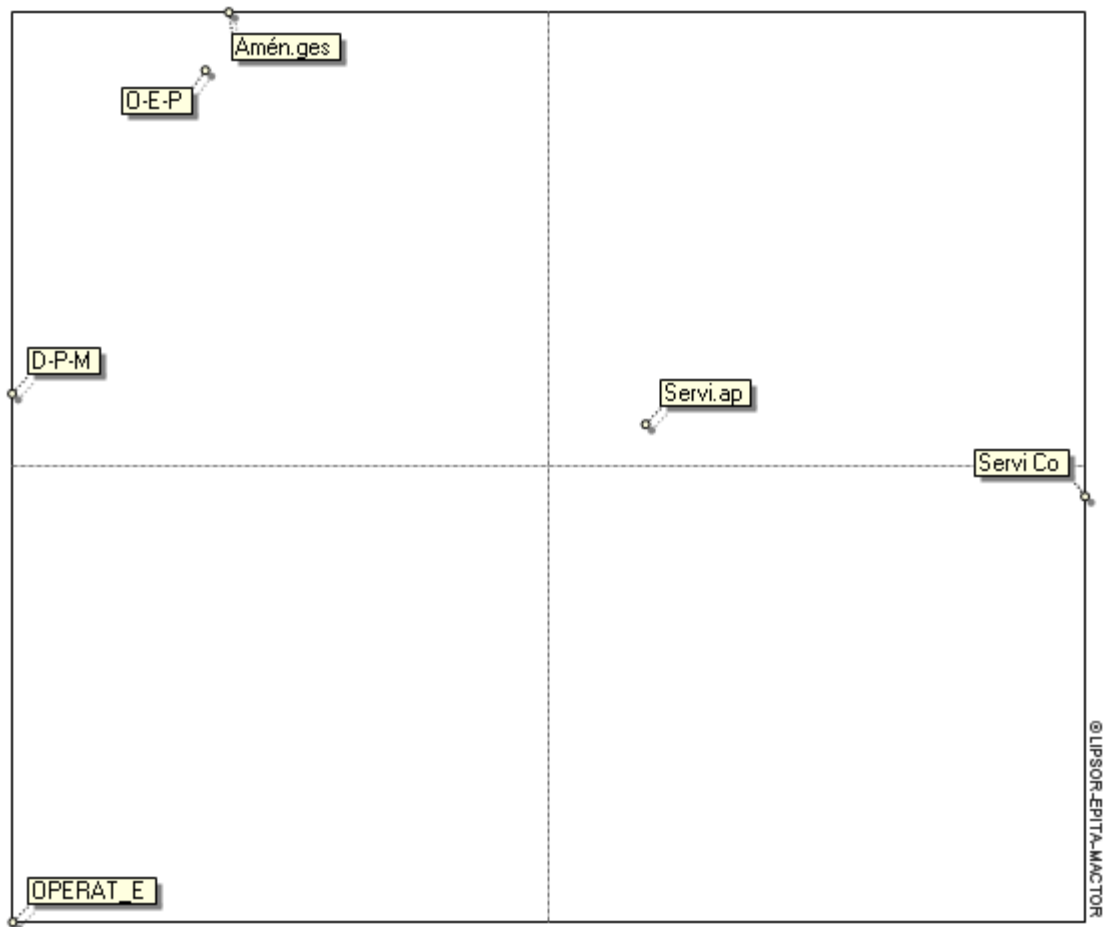 Amén.ges
O-E-P
D-P-M
Servi.ap
Servi Co
OPERAT_E
© LIPSOR-EPITA-MACTOR